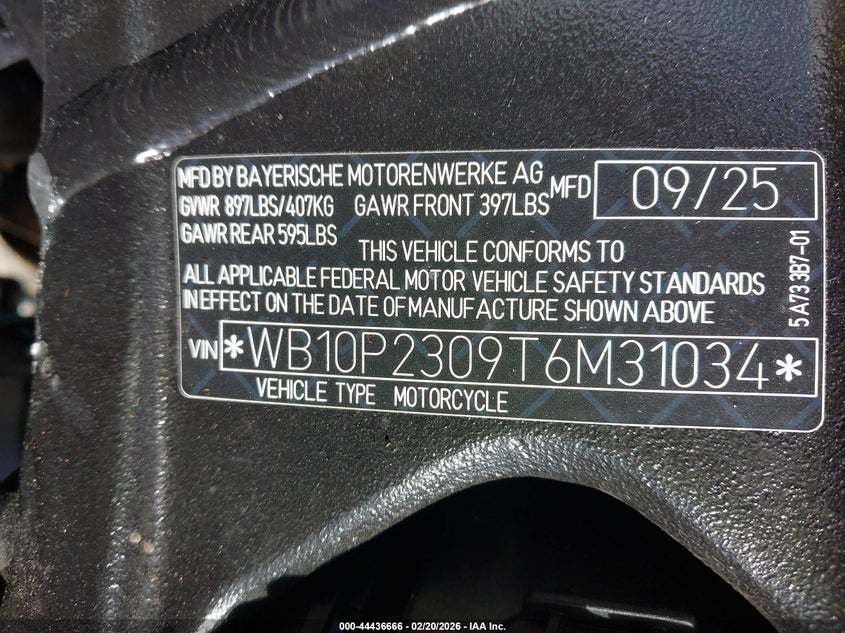 MFD BY BAYERISCHE MOTORENWERKE AG MFD 09/25
GVWR 897LBS/407KG GAWR FRONT 397LBS
GAWR REAR 595LBS
THIS VEHICLE CONFORMS TO
ALL APPLICABLE FEDERAL MOTOR VEHICLE SAFETY STANDARDS
IN EFFECT ON THE DATE OF MANUFACTURE SHOWN ABOVE
5A733B7-01
VIN *WB10P2309T6M31034*
VEHICLE TYPE MOTORCYCLE
000-44436666 - 02/20/2026 - IAA Inc.